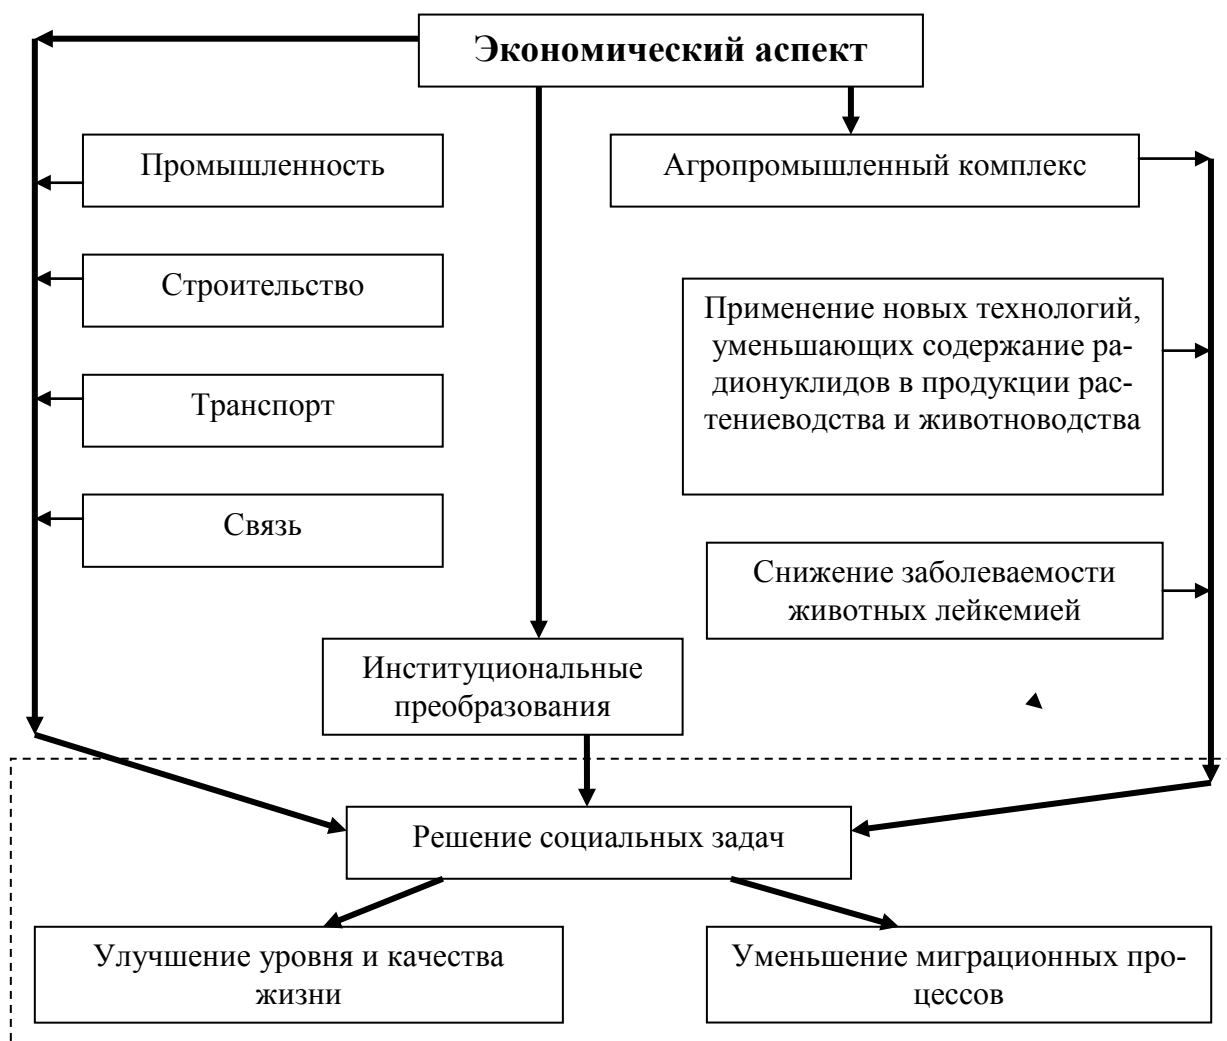 Экономический аспект
Промышленность
Агропромышленный комплекс
Строительство
Применение новых технологий,
уменьшающих содержание ра-
дионуклидов в продукции рас-
тениеводства и животноводства
Транспорт
Связь
Снижение заболеваемости
животных лейкемией
Институциональные
преобразования
Решение социальных задач
Улучшение уровня и качества
жизни
Уменьшение миграционных про-
цессов